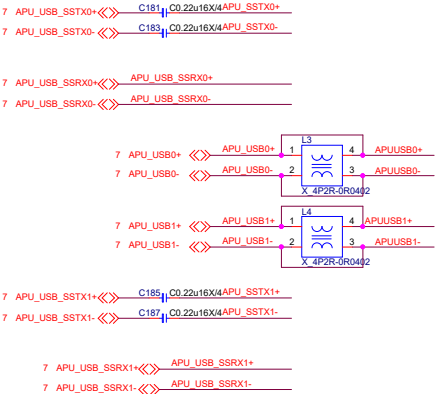 7 APU_USB_SSTX0+ C181 C0.22u16X/4 APU_SSTX0+
7 APU_USB_SSTX0- C183 C0.22u16X/4 APU_SSTX0-
7 APU_USB_SSRX0+ APU_USB_SSRX0+
7 APU_USB_SSRX0- APU_USB_SSRX0-
L3
7 APU_USB0+ APU_USB0+ 1 4 APUUSB0+
7 APU_USB0- APU_USB0- 2 3 APUUSB0-
X_4P2R-0R0402
L4
7 APU_USB1+ APU_USB1+ 1 4 APUUSB1+
7 APU_USB1- APU_USB1- 2 3 APUUSB1-
X_4P2R-0R0402
7 APU_USB_SSTX1+ C185 C0.22u16X/4 APU_SSTX1+
7 APU_USB_SSTX1- C187 C0.22u16X/4 APU_SSTX1-
7 APU_USB_SSRX1+ APU_USB_SSRX1+
7 APU_USB_SSRX1- APU_USB_SSRX1-